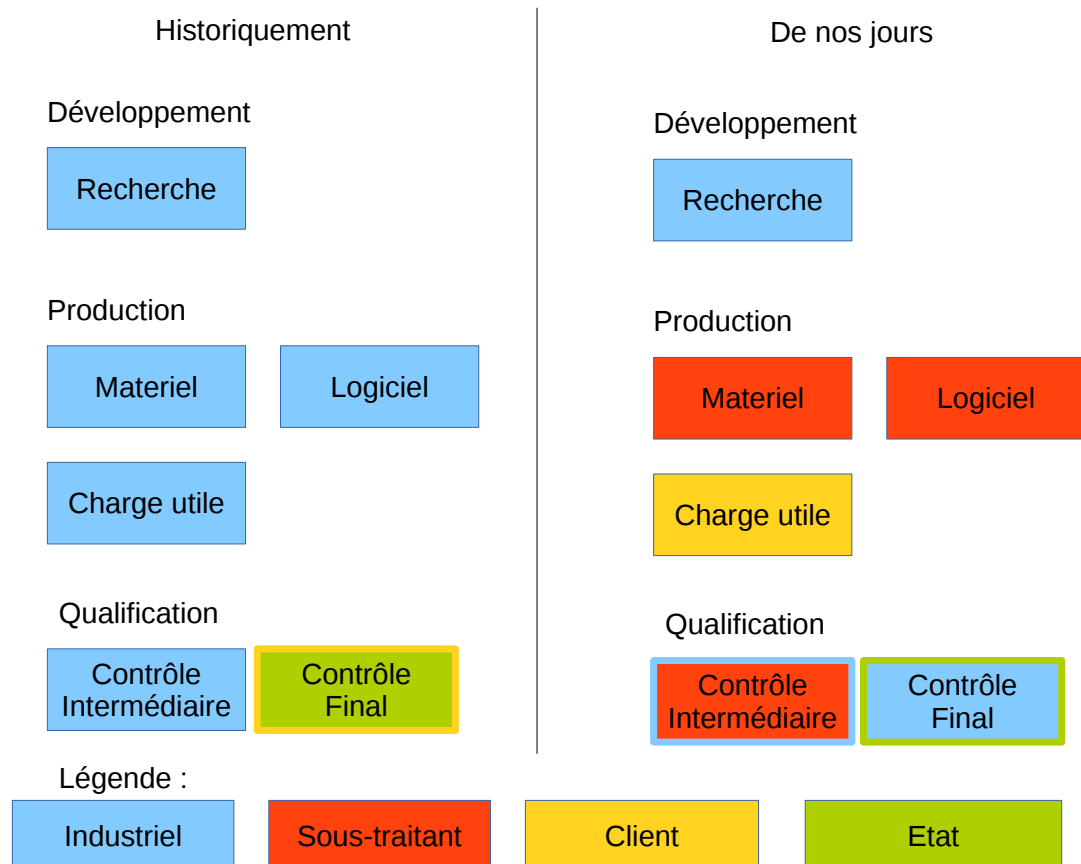 Historiquement
Développement
Recherche
Production
Materiel
Logiciel
Charge utile
Qualification
Contrôle
Intermédiaire
Contrôle
Final
De nos jours
Développement
Recherche
Production
Materiel
Logiciel
Charge utile
Qualification
Contrôle
Intermédiaire
Contrôle
Final
Légende :
Industriel
Sous-traitant
Client
Etat